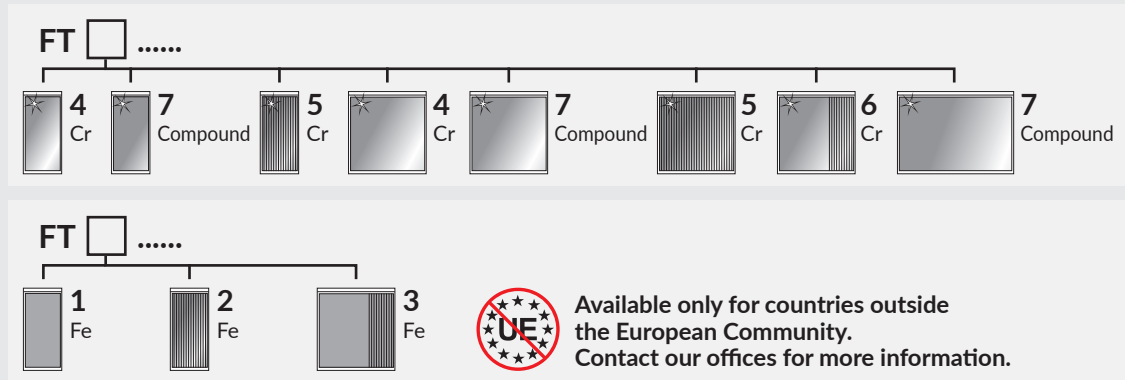 FT ......
4 7 5 4 7 5 6 7
Cr Compound Cr Cr Compound Cr Cr Compound
FT ......
1 2 3
Fe Fe Fe
UE
Available only for countries outside
the European Community.
Contact our offices for more information.